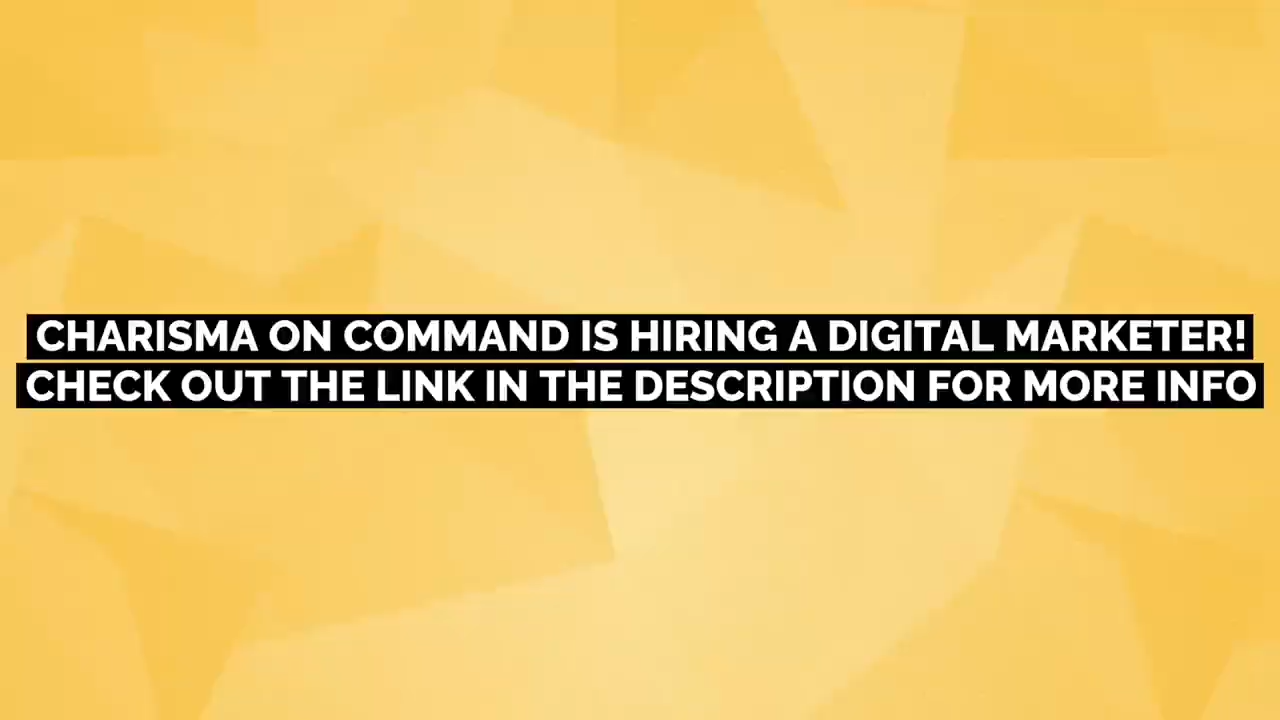 CHARISMA ON COMMAND IS HIRING A DIGITAL MARKETER!
CHECK OUT THE LINK IN THE DESCRIPTION FOR MORE INFO